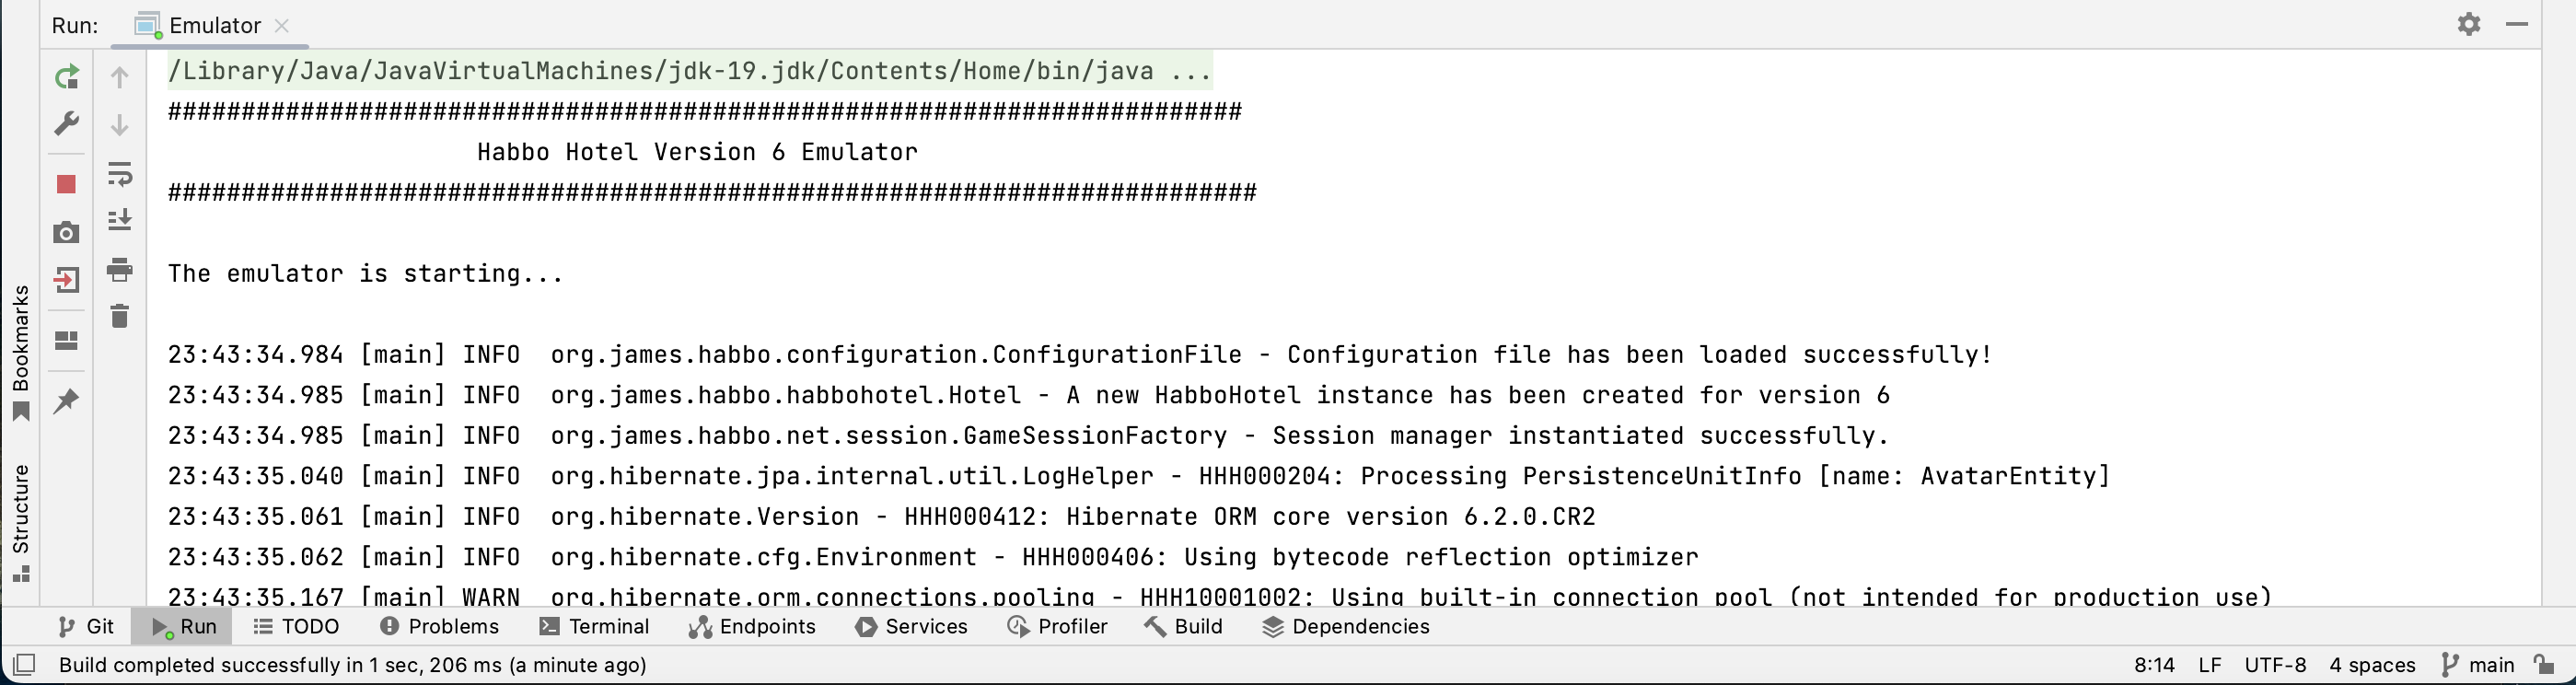 Run: Emulator
/Library/Java/JavaVirtualMachines/jdk-19.jdk/Contents/Home/bin/java ...
#########################################################################
Habbo Hotel Version 6 Emulator
##########################################################################
The emulator is starting...
23:43:34.984 [main] INFO  org.james.habbo.configuration.ConfigurationFile - Configuration file has been loaded successfully!
23:43:34.985 [main] INFO  org.james.habbo.habbohotel.Hotel - A new HabboHotel instance has been created for version 6
23:43:34.985 [main] INFO  org.james.habbo.net.session.GameSessionFactory - Session manager instantiated successfully.
23:43:35.040 [main] INFO  org.hibernate.jpa.internal.util.LogHelper - HHH000204: Processing PersistenceUnitInfo [name: AvatarEntity]
23:43:35.061 [main] INFO  org.hibernate.Version - HHH000412: Hibernate ORM core version 6.2.0.CR2
23:43:35.062 [main] INFO  org.hibernate.cfg.Environment - HHH000406: Using bytecode reflection optimizer
23:43:35.167 [main] WARN  org.hibernate.orm.connections.pooling - HHH10001002: Using built-in connection pool (not intended for production use)
Bookmarks
Structure
Git Run TODO Problems Terminal Endpoints Services Profiler Build Dependencies
Build completed successfully in 1 sec, 206 ms (a minute ago) 8:14 LF UTF-8 4 spaces main